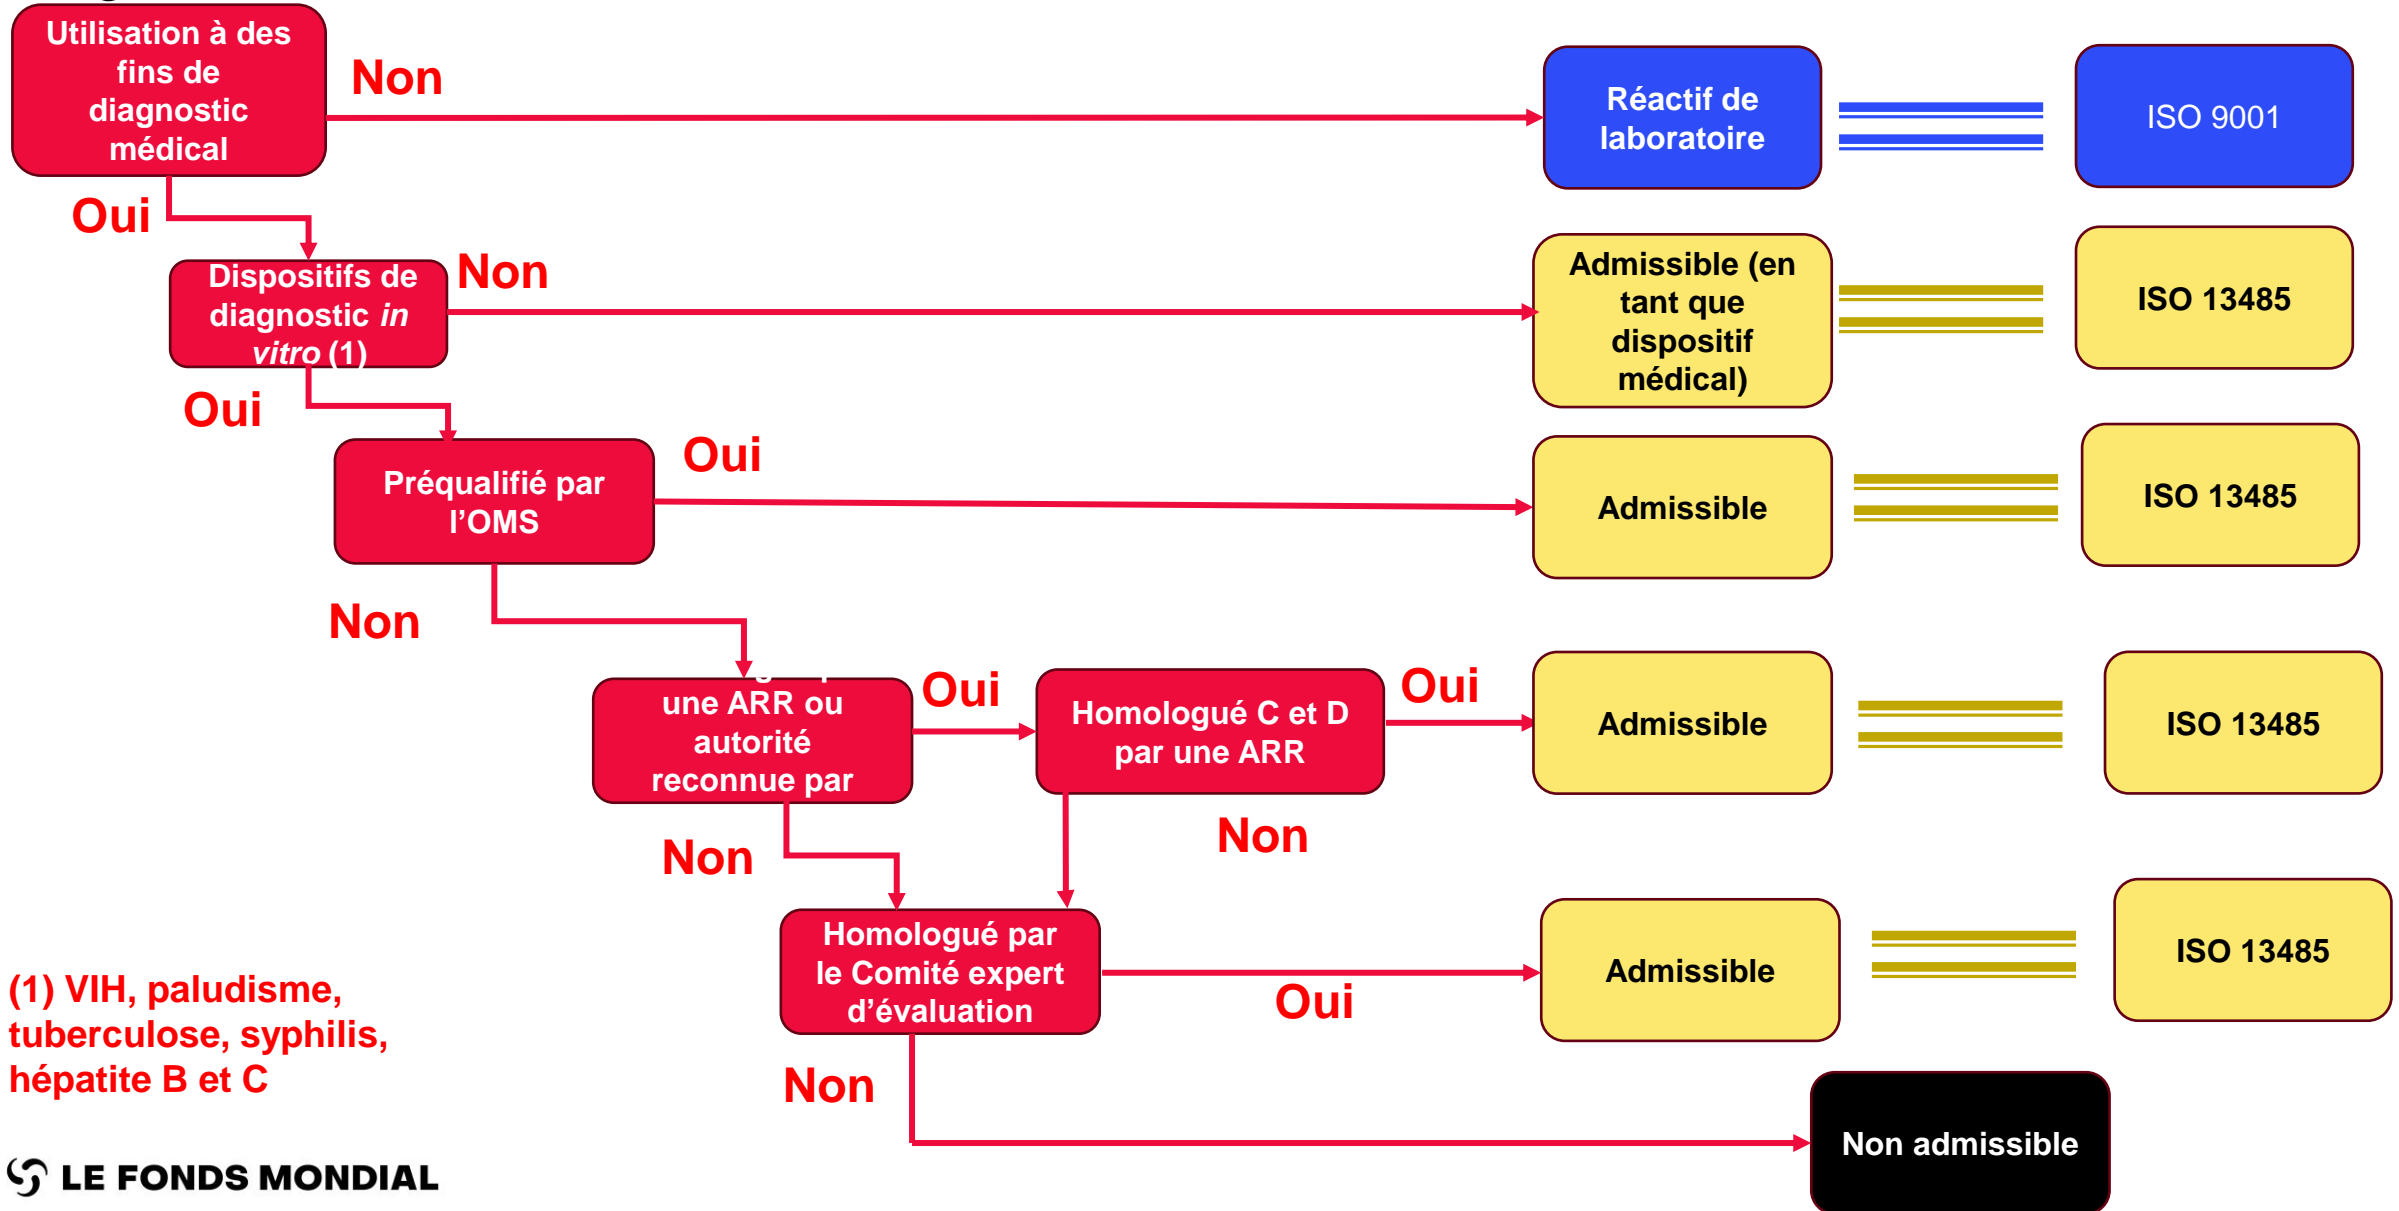 Utilisation à des
fins de
diagnostic
médical
Non
Réactif de
laboratoire
ISO 9001
Oui
Dispositifs de
diagnostic in
vitro (1)
Non
Admissible (en
tant que
dispositif
médical)
ISO 13485
Oui
Préqualifié par
l’OMS
Oui
Admissible
ISO 13485
Non
une ARR ou
autorité
reconnue par
Oui
Homologué C et D
par une ARR
Oui
Admissible
ISO 13485
Non
Non
Homologué par
le Comité expert
d’évaluation
Oui
Admissible
ISO 13485
Non
Non admissible
(1) VIH, paludisme,
tuberculose, syphilis,
hépatite B et C
LE FONDS MONDIAL